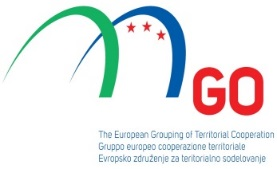 GO
The European Grouping of Territorial Cooperation
Gruppo europeo cooperazione territoriale
Evropsko združenje za teritorialno sodelovanje